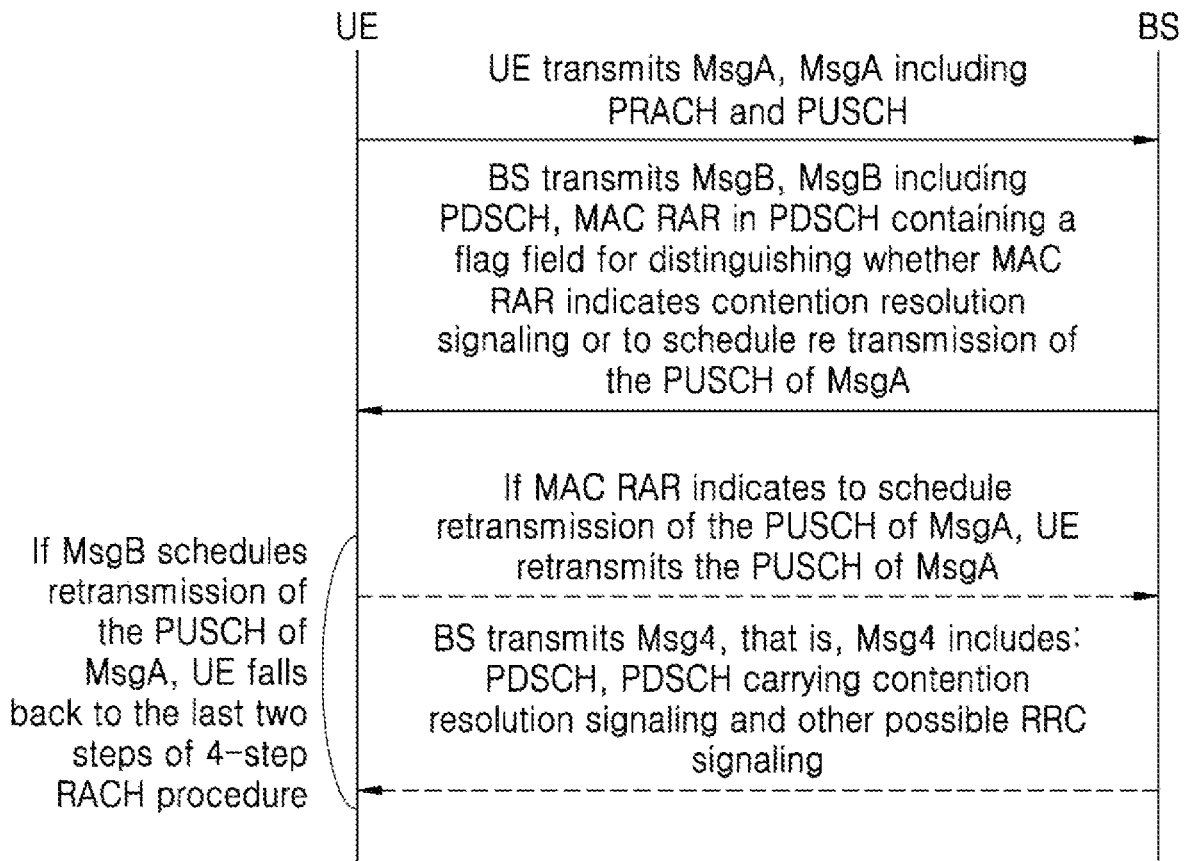 UE
BS
UE transmits MsgA, MsgA including
PRACH and PUSCH
BS transmits MsgB, MsgB including
PDSCH, MAC RAR in PDSCH containing a
flag field for distinguishing whether MAC
RAR indicates contention resolution
signaling or to schedule re transmission of
the PUSCH of MsgA
If MAC RAR indicates to schedule
retransmission of the PUSCH of MsgA, UE
retransmits the PUSCH of MsgA
If MsgB schedules
retransmission of
the PUSCH of
MsgA, UE falls
back to the last two
steps of 4-step
RACH procedure
BS transmits Msg4, that is, Msg4 includes:
PDSCH, PDSCH carrying contention
resolution signaling and other possible RRC
signaling